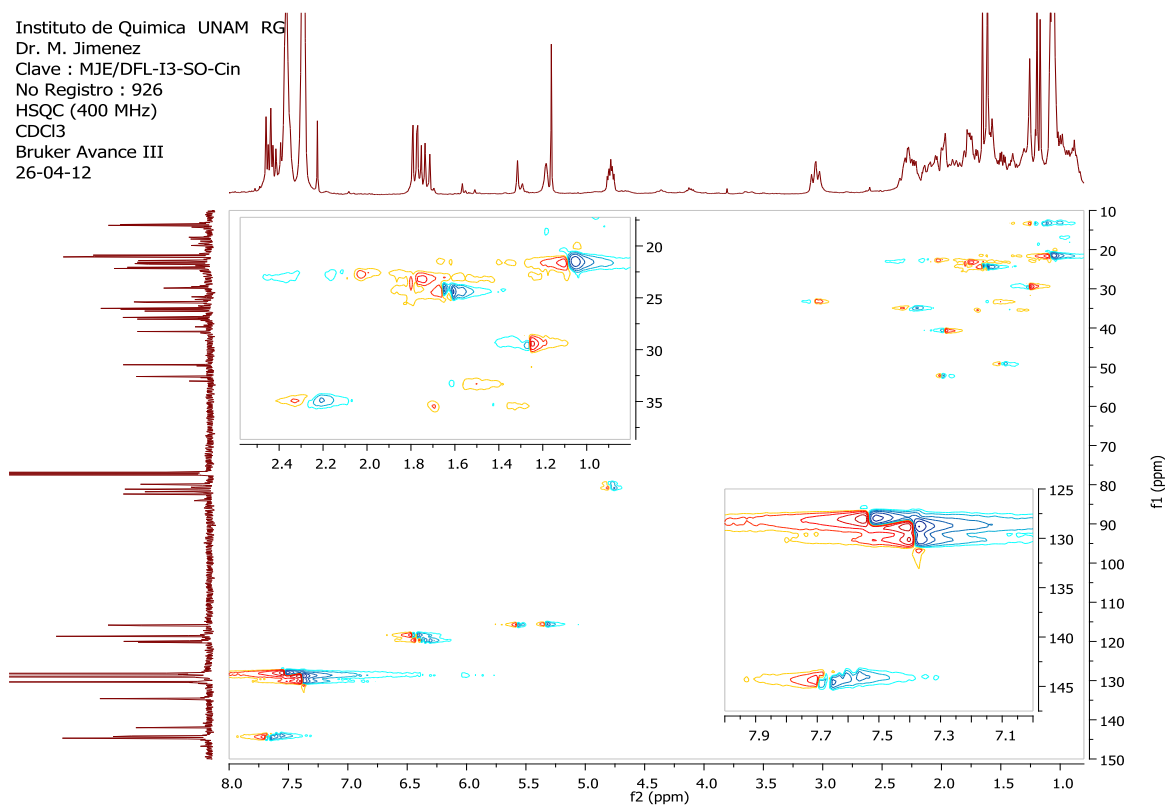 Instituto de Quimica UNAM RG
Dr. M. Jimenez
Clave : MJE/DFL-I3-SO-Cin
No Registro : 926
HSQC (400 MHz)
CDCl3
Bruker Avance III
26-04-12
20
25
30
35
2.4 2.2 2.0 1.8 1.6 1.4 1.2 1.0
125
130
135
140
145
7.9 7.7 7.5 7.3 7.1
10
20
30
40
50
60
70
80
90
100
110
120
130
140
150
f1 (ppm)
8.0 7.5 7.0 6.5 6.0 5.5 5.0 4.5 4.0 3.5 3.0 2.5 2.0 1.5 1.0
f2 (ppm)